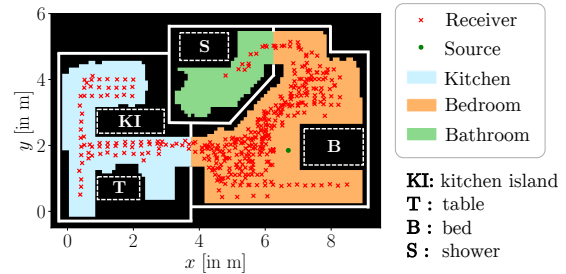 6
4
2
0
y [in m]
0 2 4 6 8
x [in m]
S
KI
B
T
Receiver
Source
Kitchen
Bedroom
Bathroom
KI: kitchen island
T : table
B : bed
S : shower